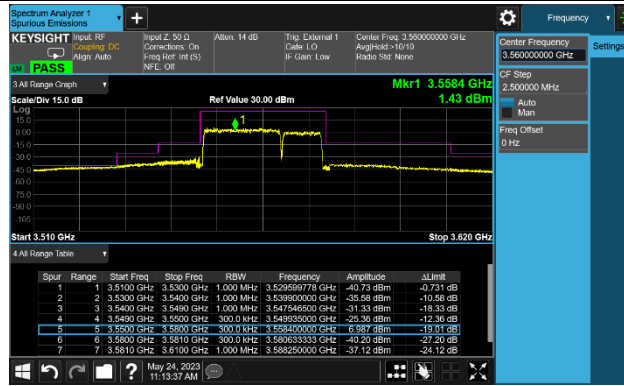 Spectrum Analyzer 1
Spurious Emissions
Frequency
KEYSIGHT
Input: RF
Coupling: DC
Align: Auto
Input Z: 50 Ω
Corrections: On
Freq Ref: Int (S)
NFE: Off
Atten: 14 dB
Trig: External 1
Gate: LO
IF Gain: Low
Center Freq: 3.560000000 GHz
Avg|Hold:>10/10
Radio Std: None
PASS
3 All Range Graph
Mkr1 3.5584 GHz
Scale/Div 15.0 dB
Ref Value 30.00 dBm
1.43 dBm
Log
15.0
0.00
-15.0
-30.0
-45.0
-60.0
-75.0
-90.0
-105
1
Start 3.510 GHz
Stop 3.620 GHz
4 All Range Table
Spur Range Start Freq Stop Freq RBW Frequency Amplitude ΔLimit
1 1 3.5100 GHz 3.5300 GHz 1.000 MHz 3.529599778 GHz -40.73 dBm -0.731 dB
2 2 3.5300 GHz 3.5400 GHz 1.000 MHz 3.539900000 GHz -35.58 dBm -10.58 dB
3 3 3.5400 GHz 3.5490 GHz 1.000 MHz 3.547546500 GHz -31.33 dBm -18.33 dB
4 4 3.5490 GHz 3.5500 GHz 300.0 kHz 3.549935000 GHz -25.36 dBm -12.36 dB
5 5 3.5500 GHz 3.5800 GHz 300.0 kHz 3.558400000 GHz 6.987 dBm -19.01 dB
6 6 3.5800 GHz 3.5810 GHz 300.0 kHz 3.580633333 GHz -40.20 dBm -27.20 dB
7 7 3.5810 GHz 3.6100 GHz 1.000 MHz 3.588250000 GHz -37.12 dBm -24.12 dB
Center Frequency
3.560000000 GHz
Settings
CF Step
2.500000 MHz
Auto
Man
Freq Offset
0 Hz
May 24, 2023
11:13:37 AM